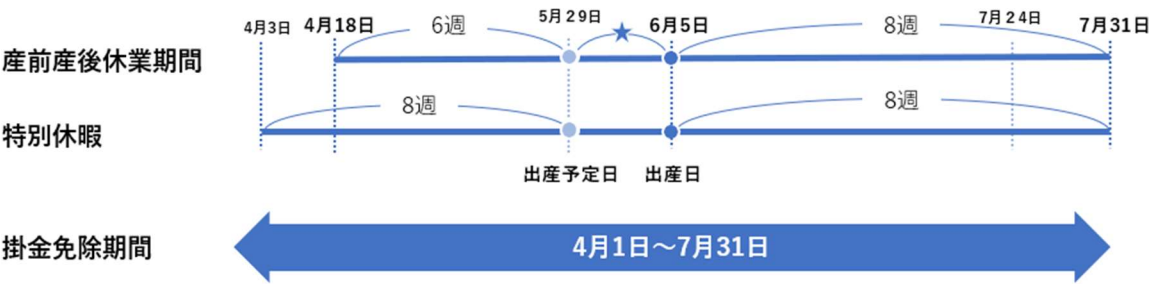 4月3日 4月18日 6週 5月29日 ★ 6月5日 8週 7月24日 7月31日
産前産後休業期間
8週 8週
特別休暇
出産予定日 出産日
掛金免除期間 4月1日～7月31日